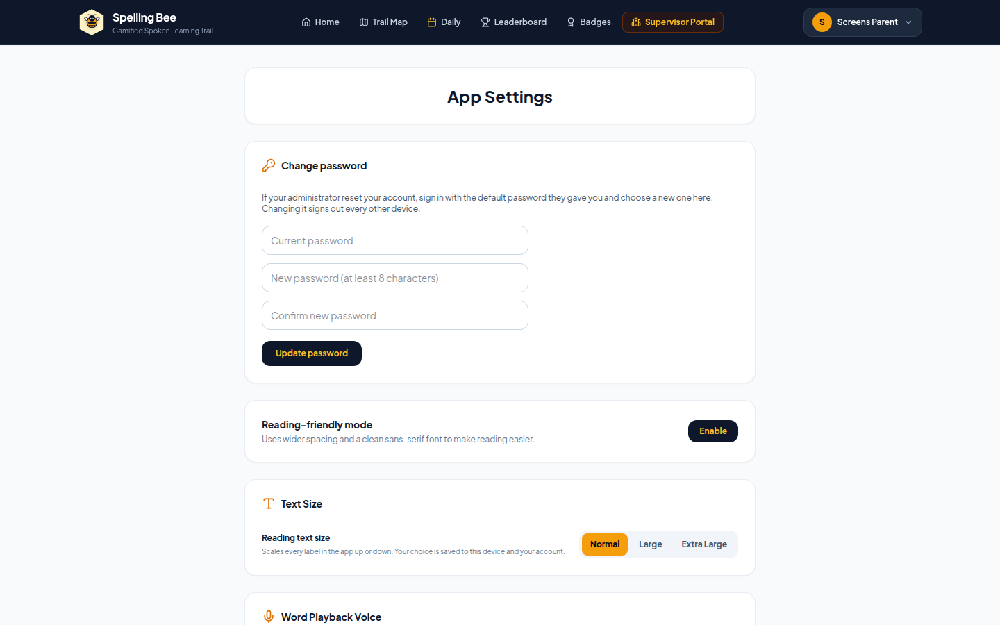 Spelling Bee
Gamified Spoken Learning Trail
Home
Trail Map
Daily
Leaderboard
Badges
Supervisor Portal
S
Screens Parent
App Settings
Change password
If your administrator reset your account, sign in with the default password they gave you and choose a new one here.
Changing it signs out every other device.
Current password
New password (at least 8 characters)
Confirm new password
Update password
Reading-friendly mode
Uses wider spacing and a clean sans-serif font to make reading easier.
Enable
Text Size
Reading text size
Scales every label in the app up or down. Your choice is saved to this device and your account.
Normal
Large
Extra Large
Word Playback Voice